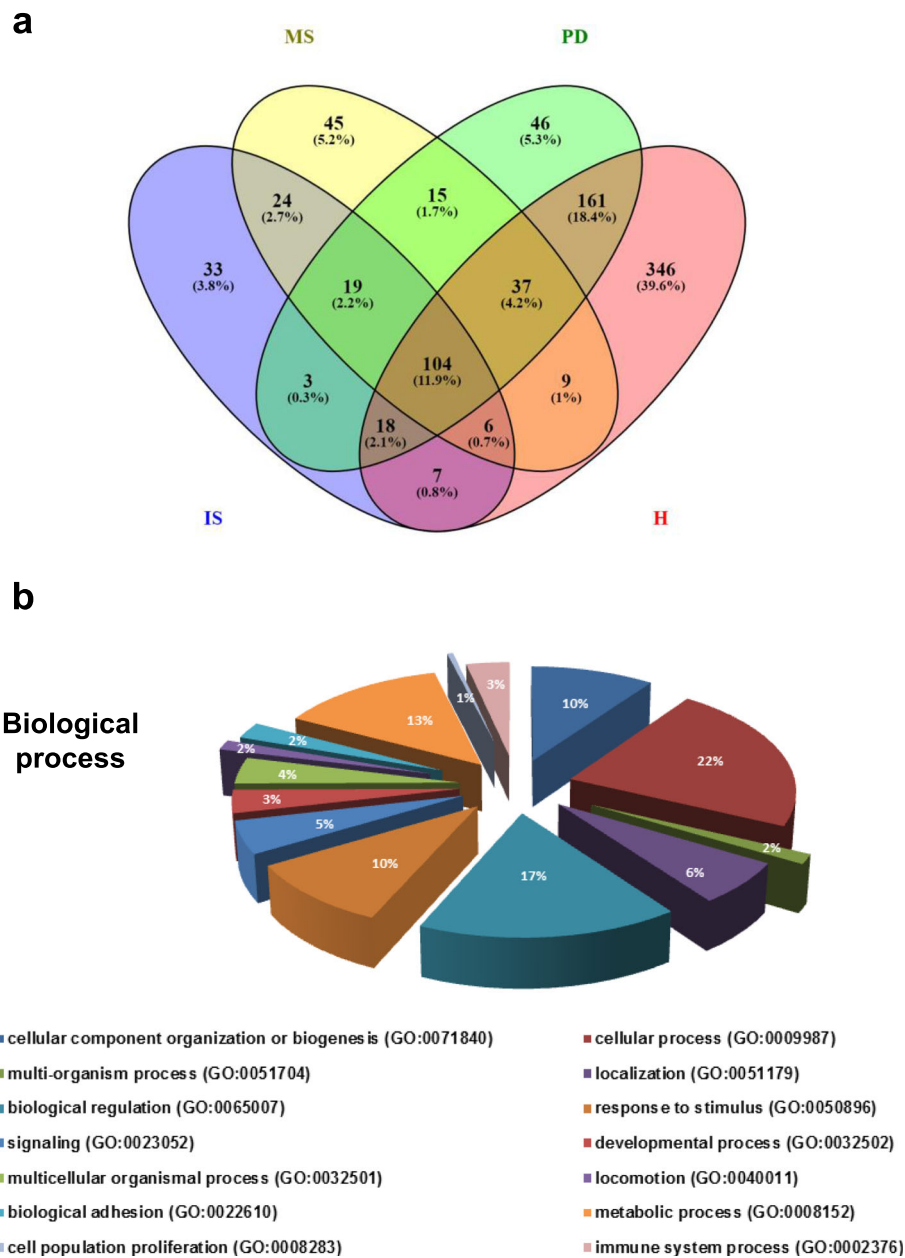 a
MS
PD
45
(5.2%)
46
(5.3%)
24
(2.7%)
15
(1.7%)
161
(18.4%)
33
(3.8%)
19
(2.2%)
37
(4.2%)
346
(39.6%)
104
(11.9%)
3
(0.3%)
9
(1%)
18
(2.1%)
6
(0.7%)
7
(0.8%)
IS
H
b
Biological
process
1%
3%
10%
13%
22%
2%
2%
4%
3%
5%
10%
17%
6%
2%
cellular component organization or biogenesis (GO:0071840)
cellular process (GO:0009987)
multi-organism process (GO:0051704)
localization (GO:0051179)
biological regulation (GO:0065007)
response to stimulus (GO:0050896)
signaling (GO:0023052)
developmental process (GO:0032502)
multicellular organismal process (GO:0032501)
locomotion (GO:0040011)
biological adhesion (GO:0022610)
metabolic process (GO:0008152)
cell population proliferation (GO:0008283)
immune system process (GO:0002376)